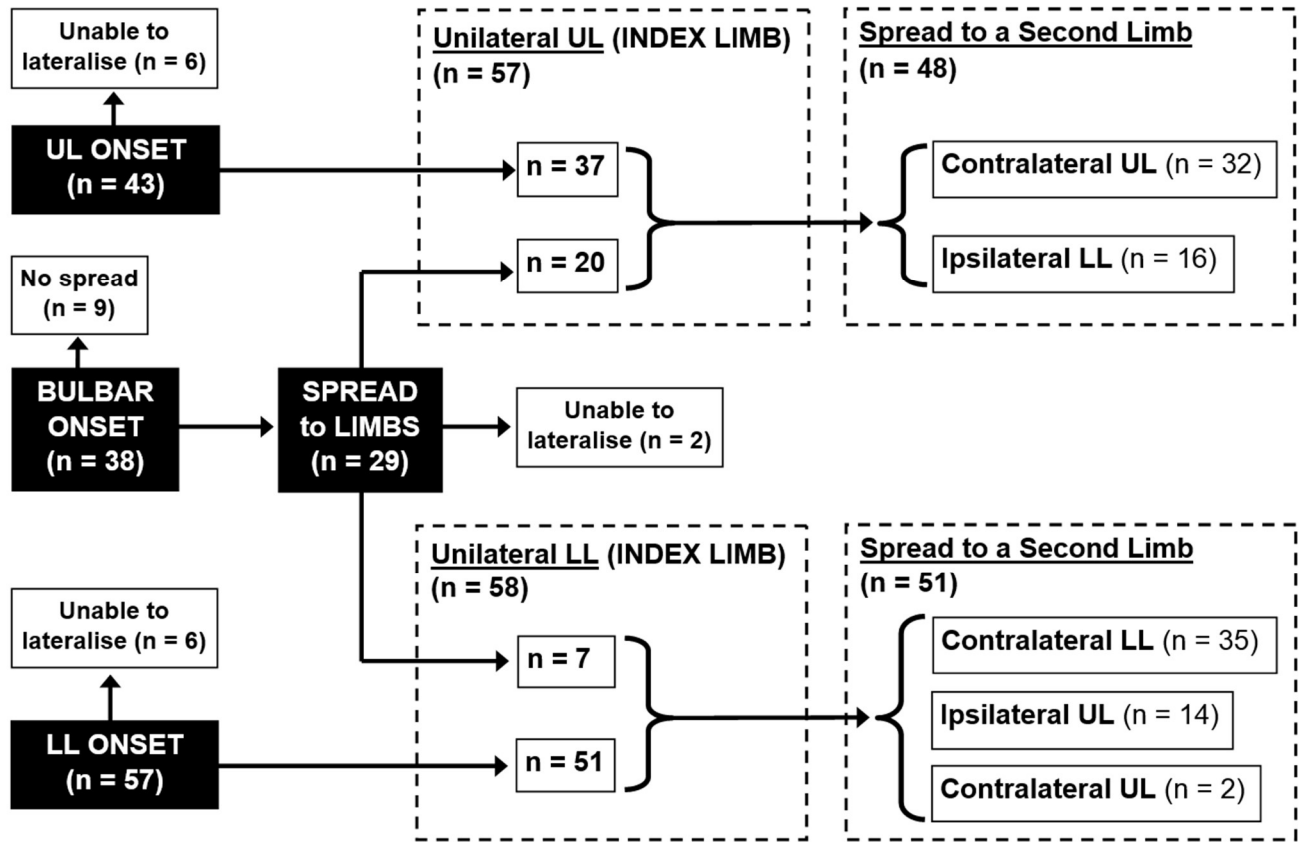 Unable to
lateralise (n = 6)
UL ONSET
(n = 43)
Unilateral UL (INDEX LIMB)
(n = 57)
n = 37
n = 20
Spread to a Second Limb
(n = 48)
Contralateral UL (n = 32)
Ipsilateral LL (n = 16)
No spread
(n = 9)
BULBAR
ONSET
(n = 38)
SPREAD
to LIMBS
(n = 29)
Unable to
lateralise (n = 2)
Unable to
lateralise (n = 6)
LL ONSET
(n = 57)
Unilateral LL (INDEX LIMB)
(n = 58)
n = 7
n = 51
Spread to a Second Limb
(n = 51)
Contralateral LL (n = 35)
Ipsilateral UL (n = 14)
Contralateral UL (n = 2)